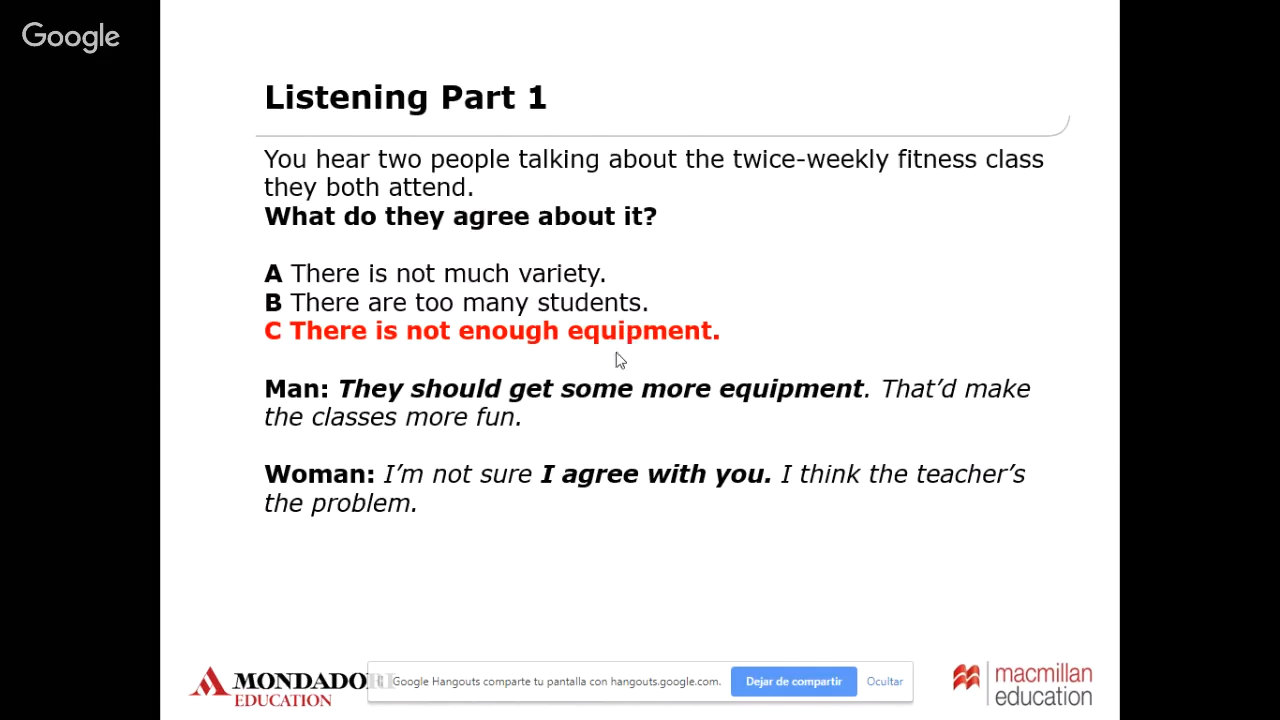 Google
Listening Part 1
You hear two people talking about the twice-weekly fitness class
they both attend.
What do they agree about it?
A There is not much variety.
B There are too many students.
C There is not enough equipment.
Man: They should get some more equipment. That’d make
the classes more fun.
Woman: I’m not sure I agree with you. I think the teacher’s
the problem.
MONDADORI
EDUCATION
Google Hangouts comparte tu pantalla con hangouts.google.com.
Dejar de compartir
Ocultar
macmillan
education